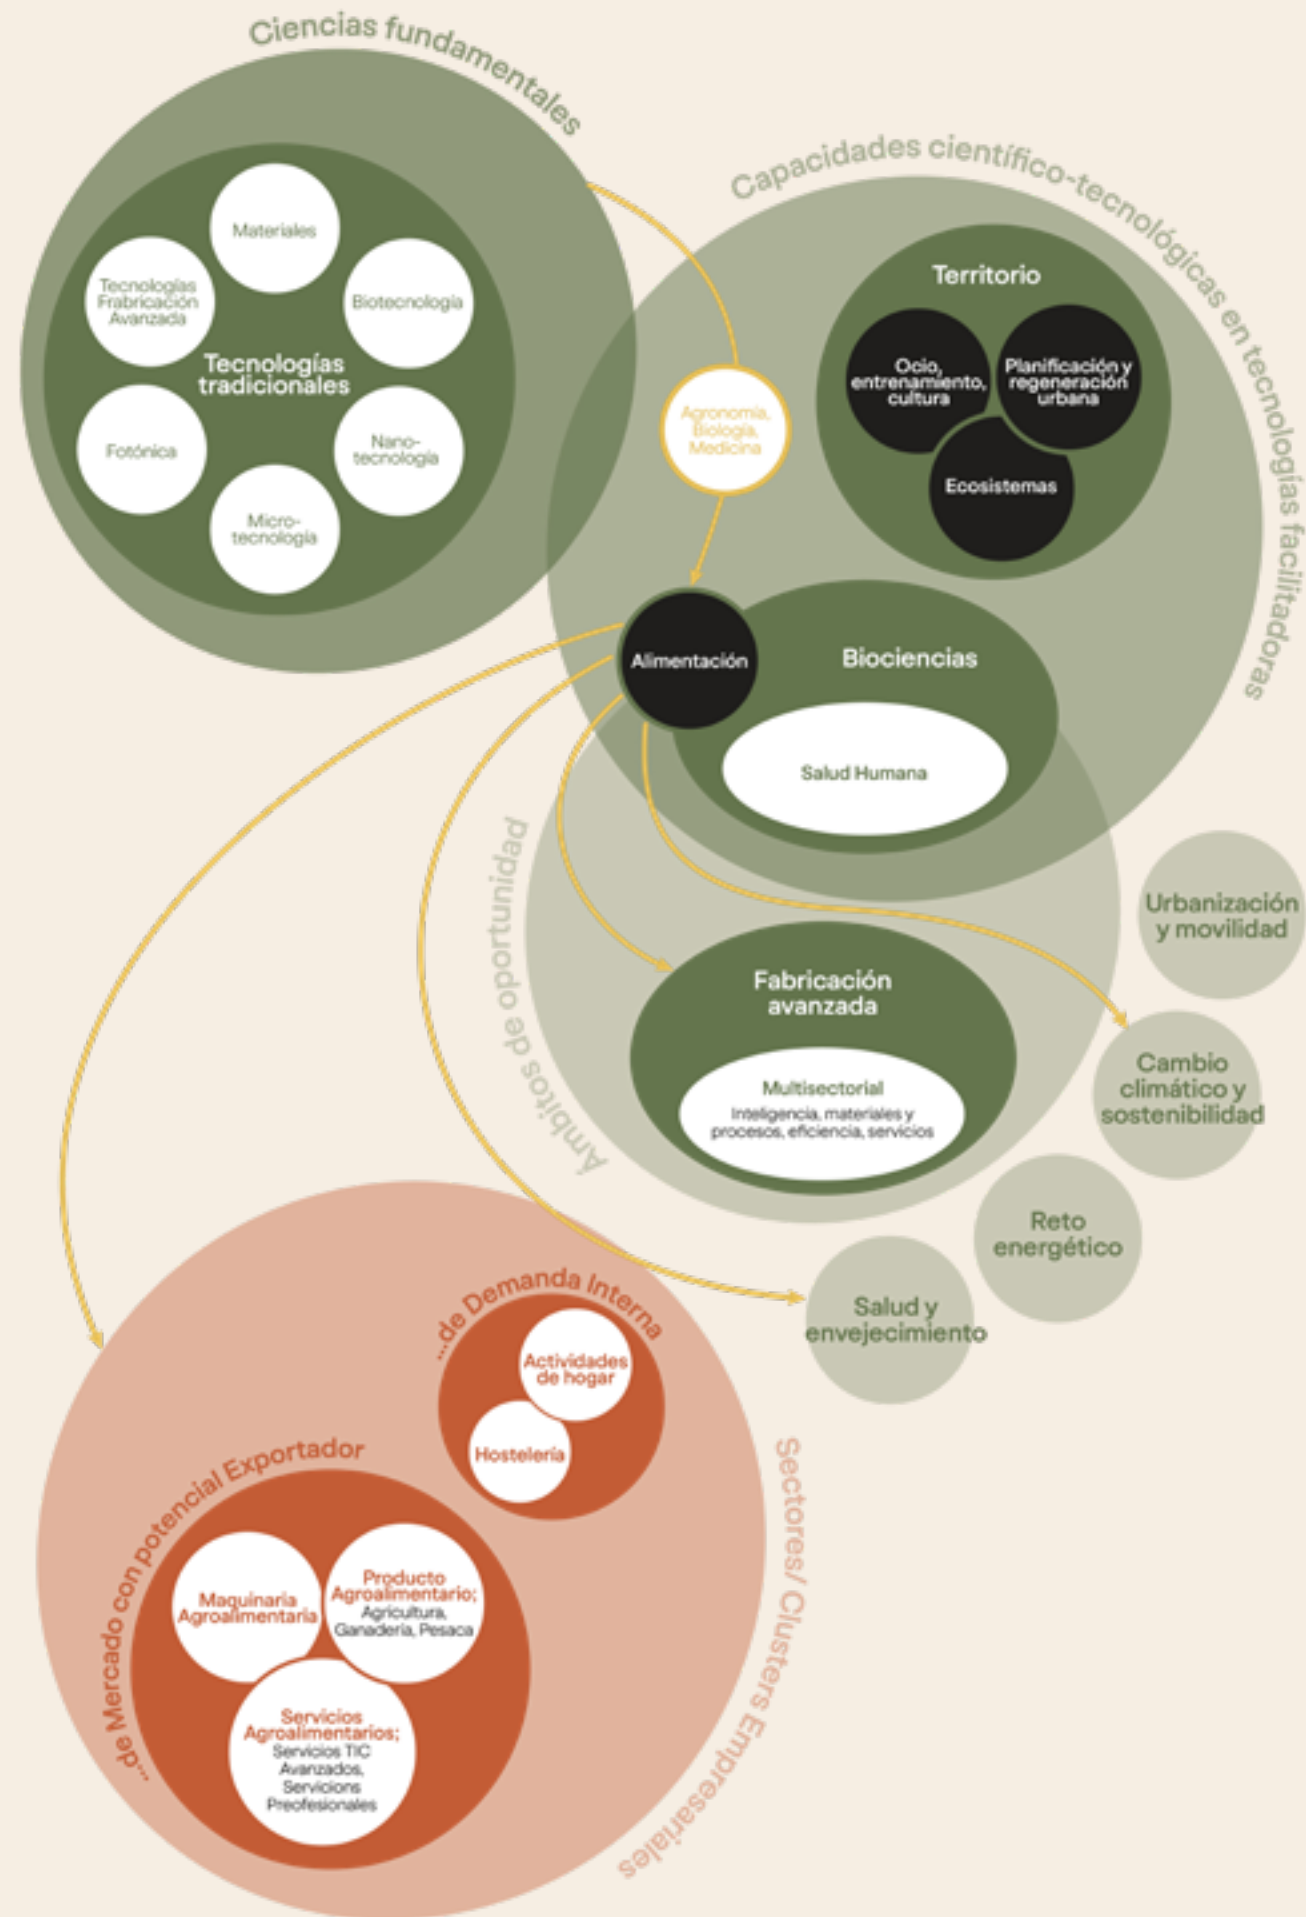 Ciencias fundamentales
Materiales
Tecnologías
Frabricación
Avanzada
Biotecnología
Tecnologías
tradicionales
Fotónica
Nano-
tecnología
Micro-
tecnología
Capacidades científico-tecnológicas en tecnologías facilitadoras
Territorio
Ocio,
entrenamiento,
cultura
Planificación y
regeneración
urbana
Ecosistemas
Agronomía,
Biología,
Medicina
Alimentación
Biociencias
Salud Humana
Ámbitos de oportunidad
Fabricación
avanzada
Multisectorial
Inteligencia, materiales y
procesos, eficiencia, servicios
Urbanización
y movilidad
Cambio
climático y
sostenibilidad
Reto
energético
Salud y
envejecimiento
Sectores/ Clusters Empresariales
...de Demanda Interna
Actividades
de hogar
Hostelería
...de Mercado con potencial Exportador
Maquinaria
Agroalimentaria
Producto
Agroalimentario;
Agricultura,
Ganadería, Pesaca
Servicios
Agroalimentarios;
Servicios TIC
Avanzados,
Servicions
Preofesionales